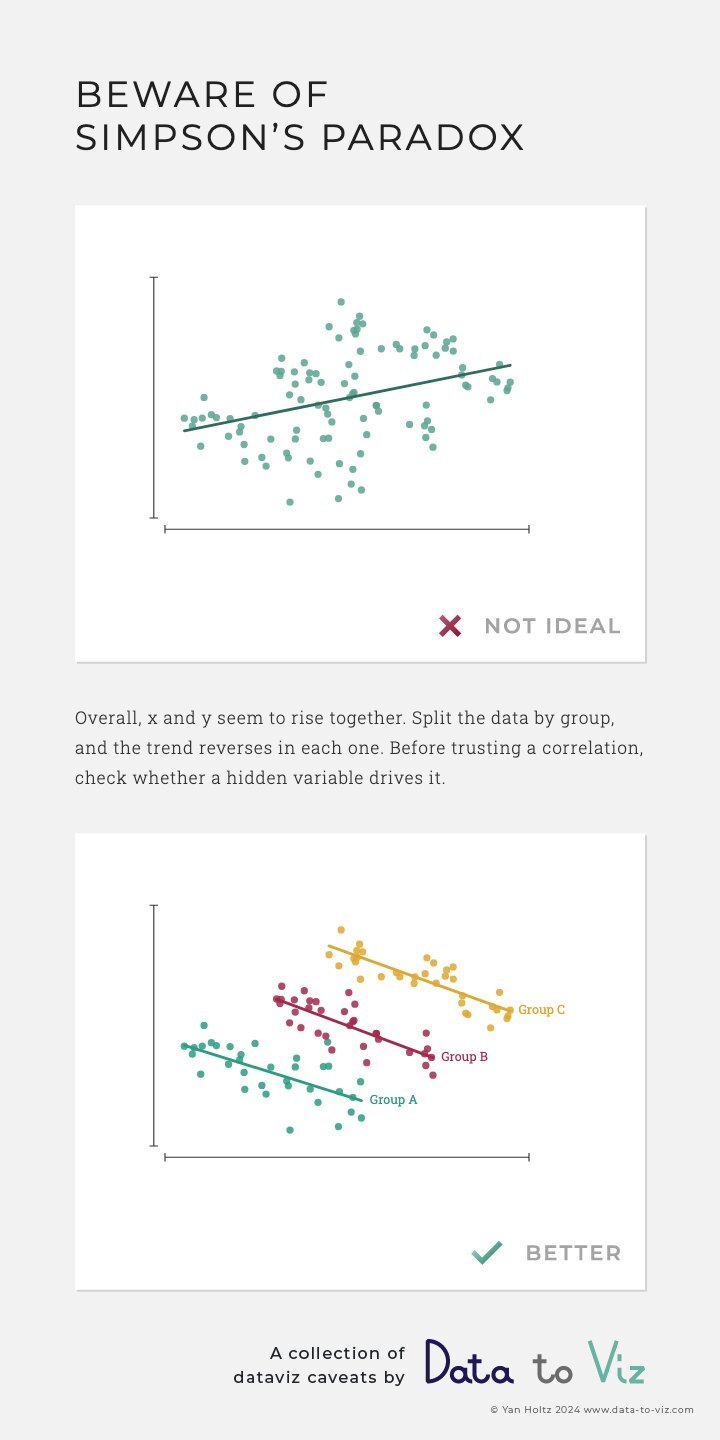 BEWARE OF
SIMPSON’S PARADOX
NOT IDEAL
Overall, x and y seem to rise together. Split the data by group,
and the trend reverses in each one. Before trusting a correlation,
check whether a hidden variable drives it.
Group C
Group B
Group A
BETTER
A collection of
dataviz caveats by
Data to Viz
© Yan Holtz 2024 www.data-to-viz.com